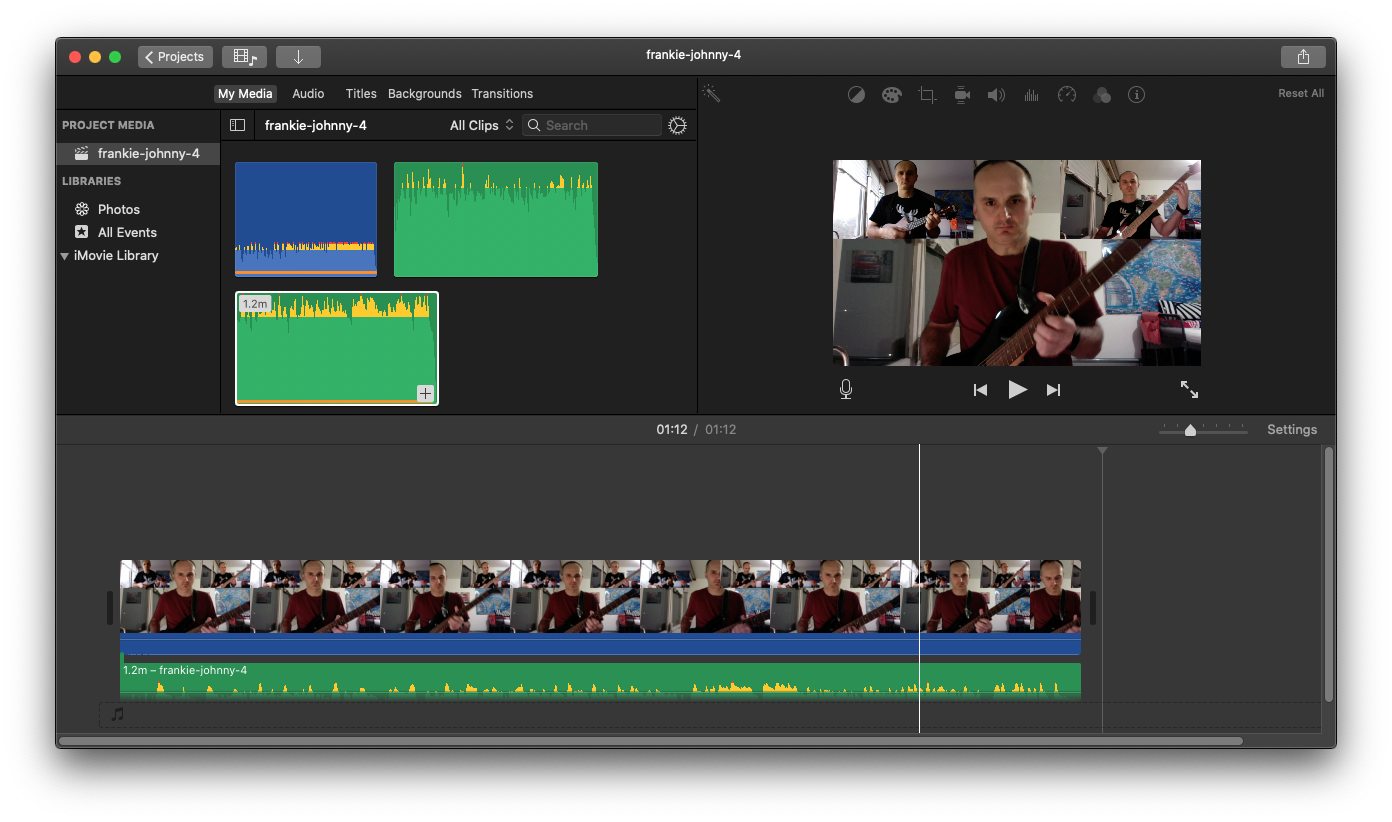 Projects
frankie-johnny-4
My Media
Audio
Titles
Backgrounds
Transitions
Reset All
PROJECT MEDIA
frankie-johnny-4
LIBRARIES
Photos
All Events
iMovie Library
frankie-johnny-4
All Clips
Search
1.2m
01:12 / 01:12
Settings
1.2m – frankie-johnny-4